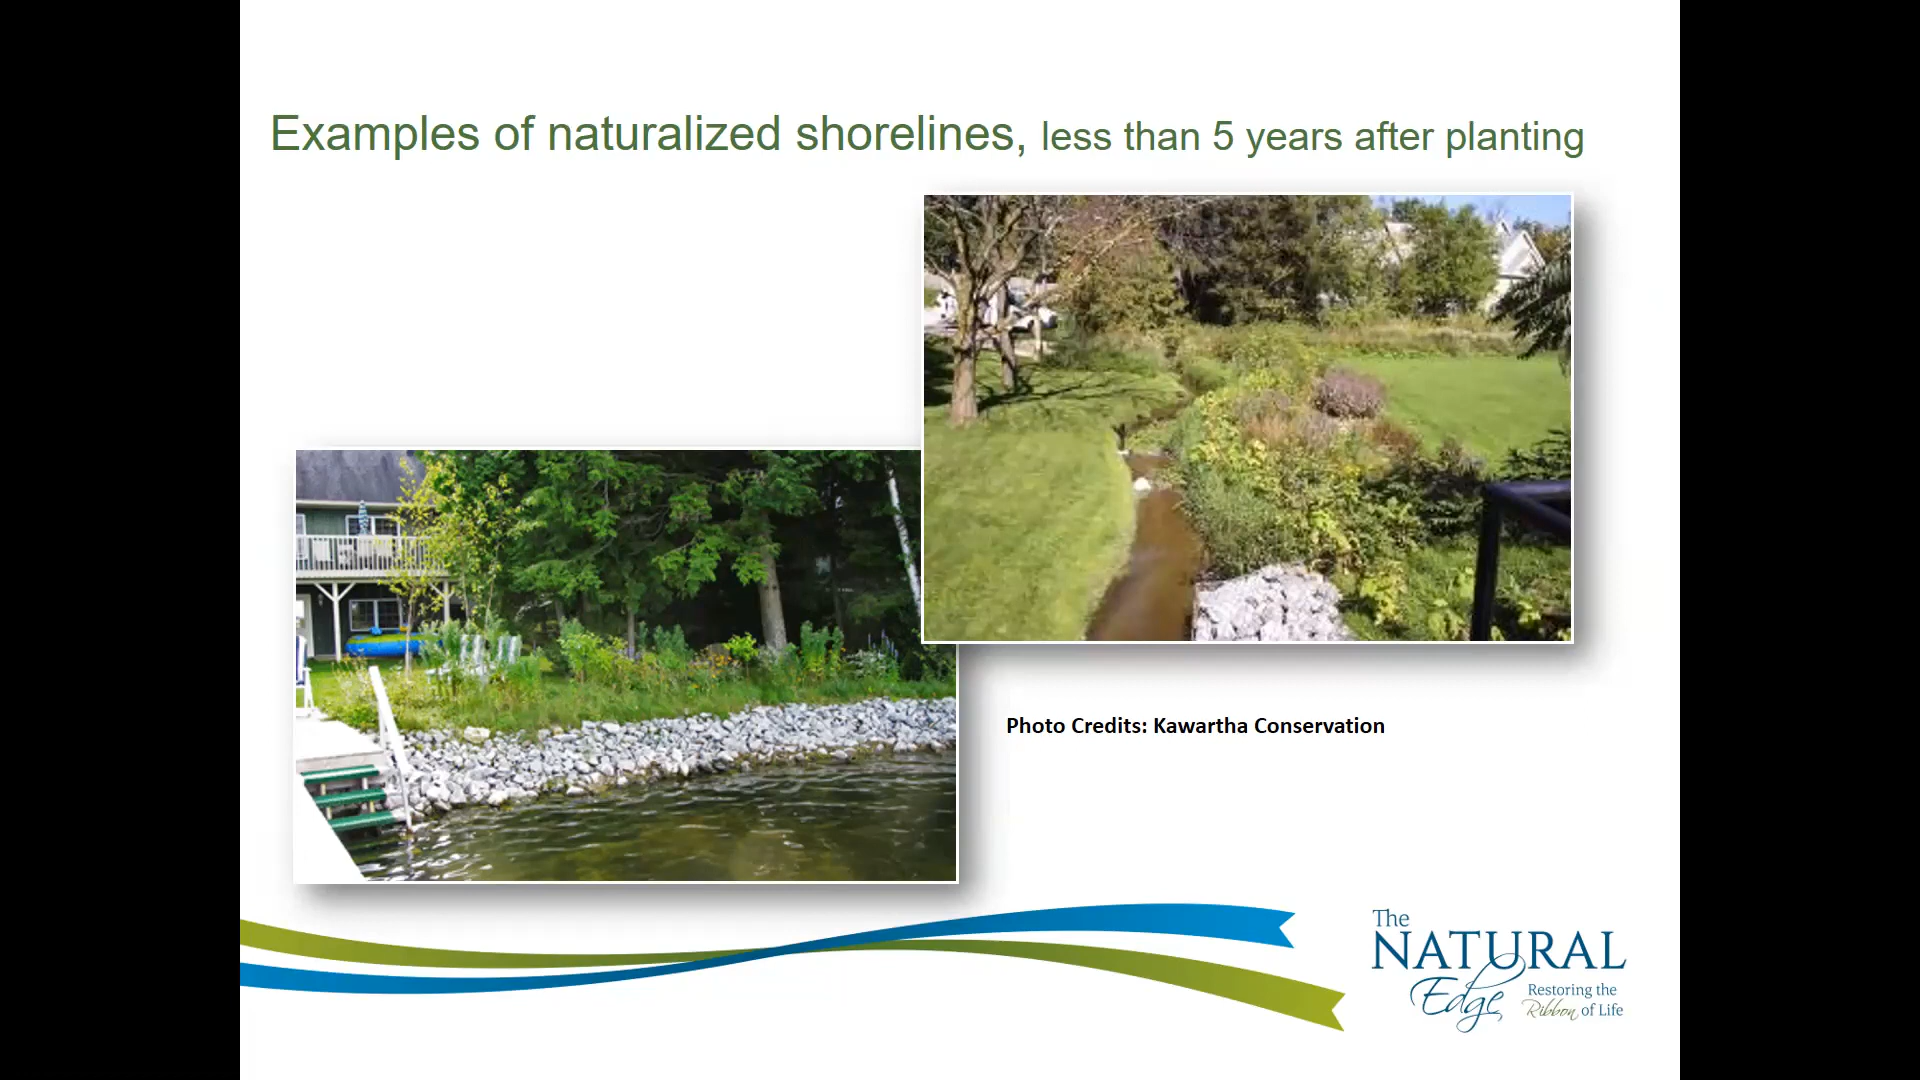 Examples of naturalized shorelines, less than 5 years after planting
Photo Credits: Kawartha Conservation
The
NATURAL
Edge
Restoring the
Ribbon of Life